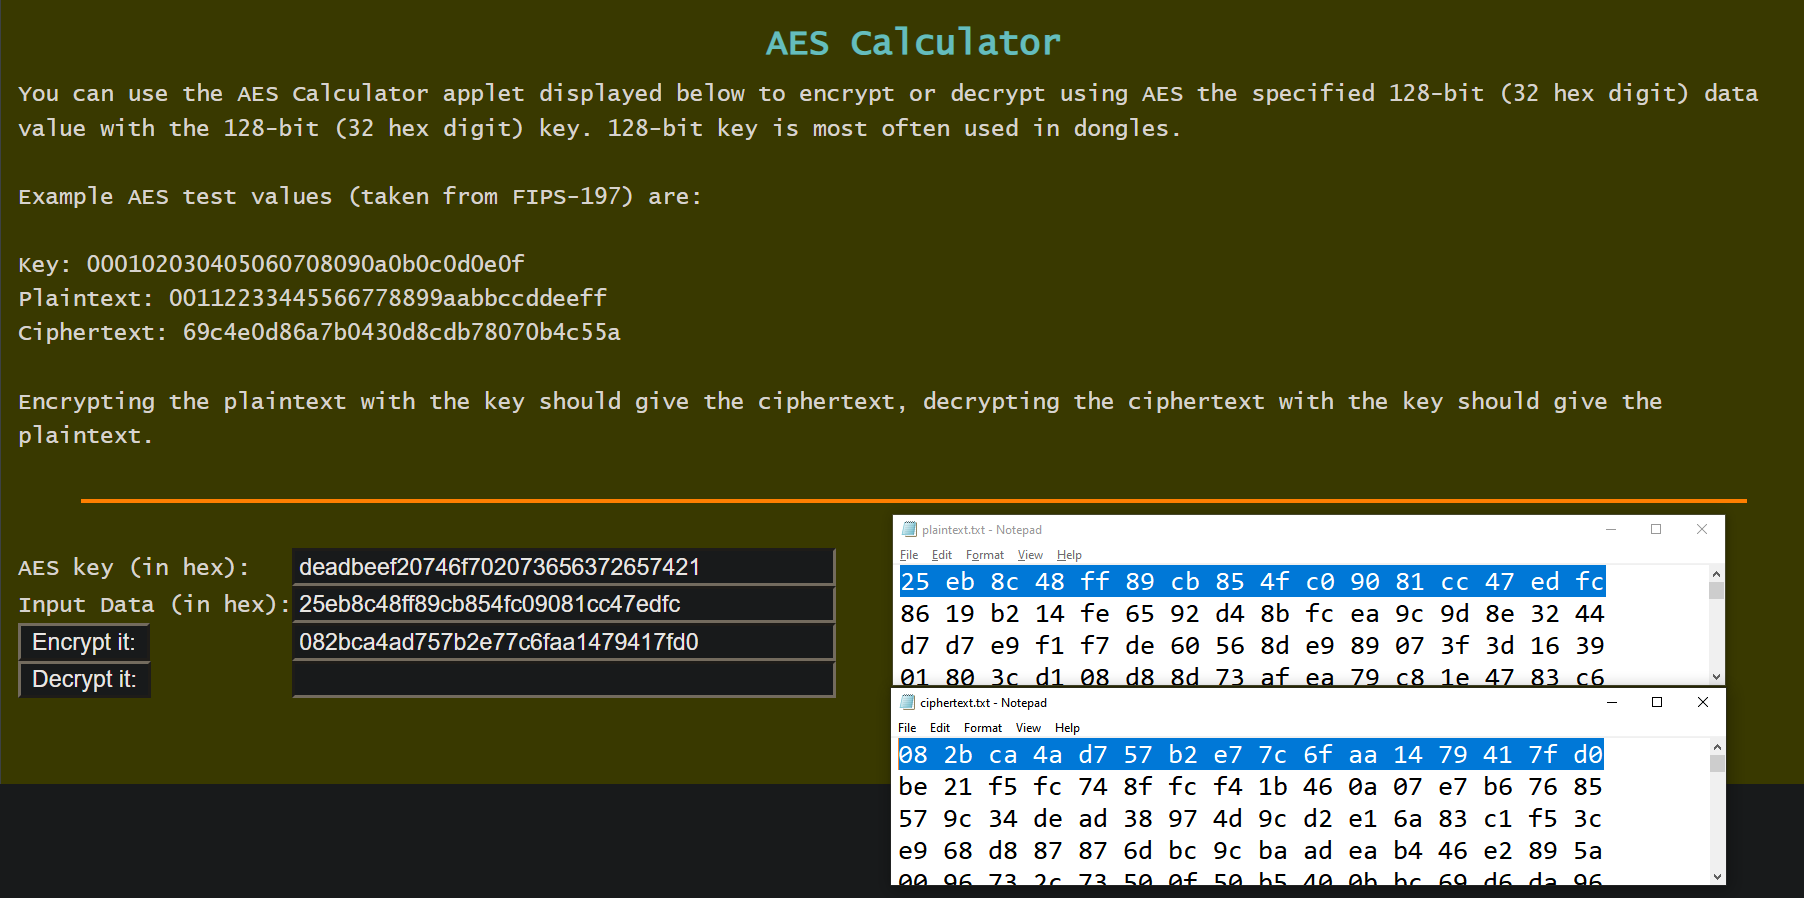 AES Calculator
You can use the AES Calculator applet displayed below to encrypt or decrypt using AES the specified 128-bit (32 hex digit) data
value with the 128-bit (32 hex digit) key. 128-bit key is most often used in dongles.
Example AES test values (taken from FIPS-197) are:
Key: 000102030405060708090a0b0c0d0e0f
Plaintext: 00112233445566778899aabbccddeeff
Ciphertext: 69c4e0d86a7b0430d8cdb78070b4c55a
Encrypting the plaintext with the key should give the ciphertext, decrypting the ciphertext with the key should give the
plaintext.
AES key (in hex): deadbeef20746f702073656372657421
Input Data (in hex): 25eb8c48ff89cb854fc09081cc47edfc
Encrypt it: 082bca4ad757b2e77c6faa1479417fd0
Decrypt it:
plaintext.txt - Notepad
File Edit Format View Help
25 eb 8c 48 ff 89 cb 85 4f c0 90 81 cc 47 ed fc
86 19 b2 14 fe 65 92 d4 8b fc ea 9c 9d 8e 32 44
d7 d7 e9 f1 f7 de 60 56 8d e9 89 07 3f 3d 16 39
01 80 3c d1 08 d8 8d 73 af ea 79 c8 1e 47 83 c6
ciphertext.txt - Notepad
File Edit Format View Help
08 2b ca 4a d7 57 b2 e7 7c 6f aa 14 79 41 7f d0
be 21 f5 fc 74 8f fc f4 1b 46 0a 07 e7 b6 76 85
57 9c 34 de ad 38 97 4d 9c d2 e1 6a 83 c1 f5 3c
e9 68 d8 87 87 6d bc 9c ba ad ea b4 46 e2 89 5a
00 96 73 2c 73 50 0f 50 b5 40 0b bc 69 d6 da 96